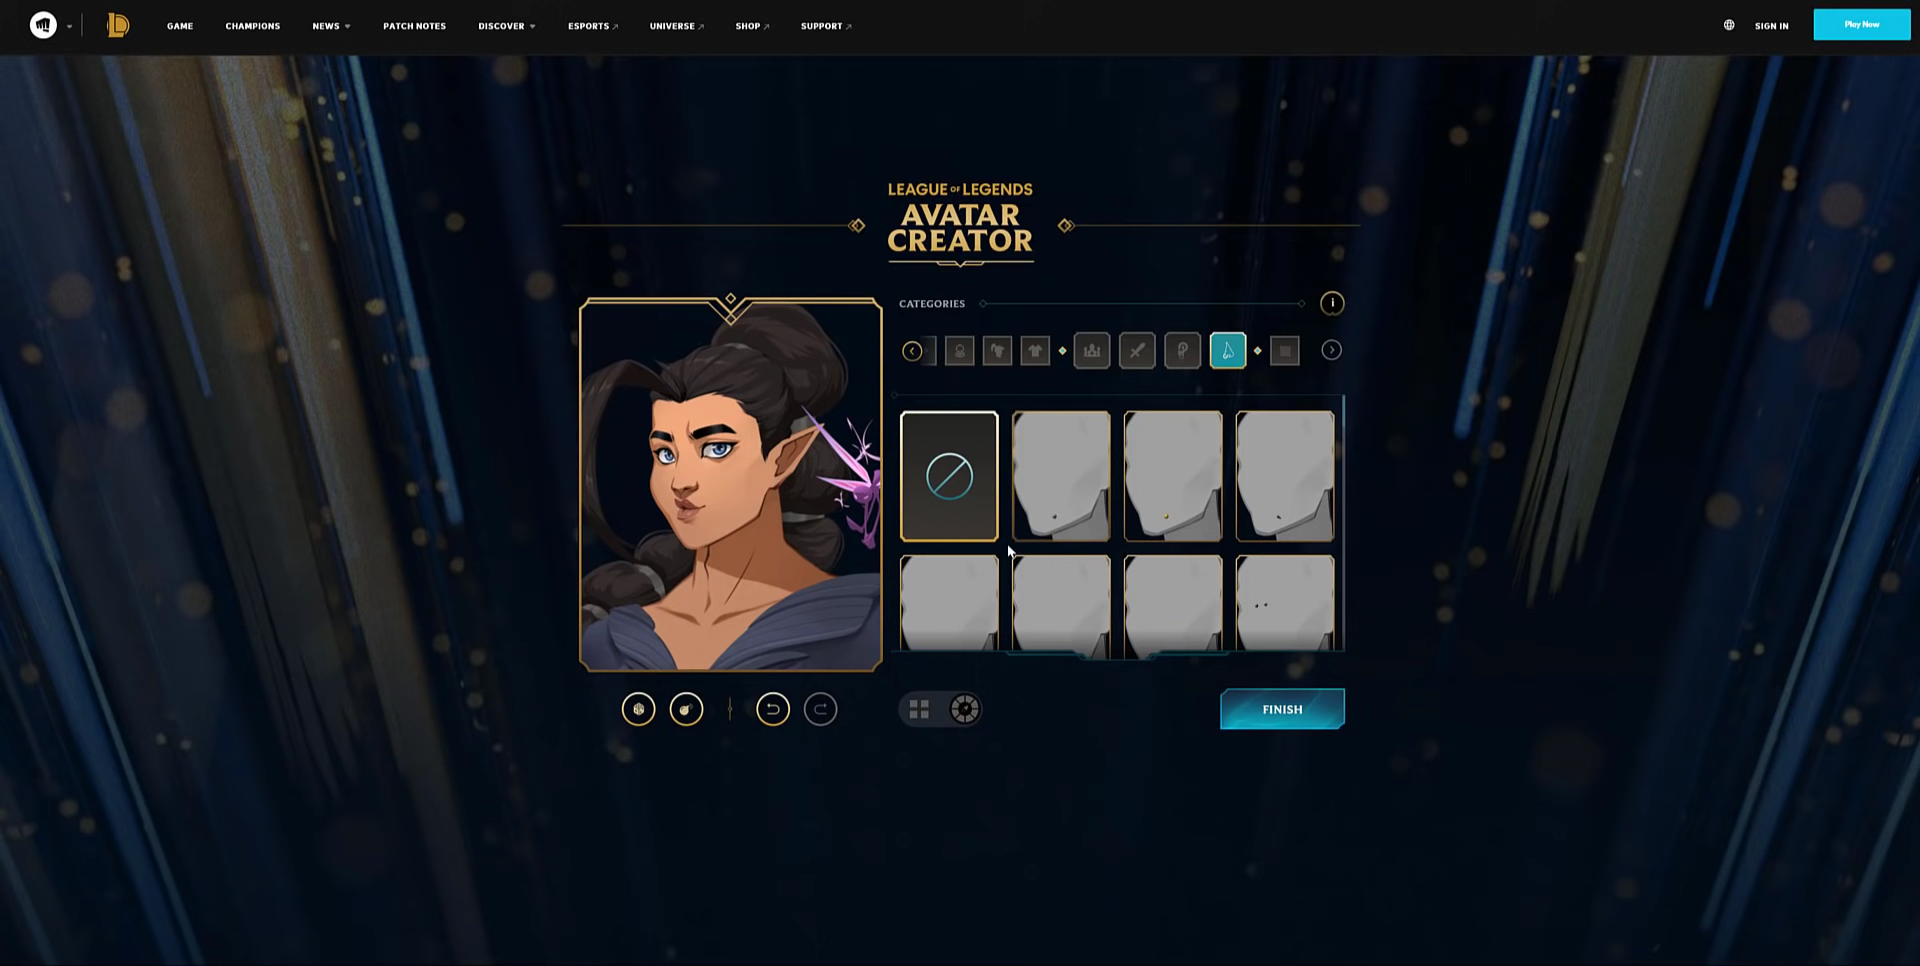 GAME
CHAMPIONS
NEWS
PATCH NOTES
DISCOVER
ESPORTS
UNIVERSE
SHOP
SUPPORT
SIGN IN
Play Now
LEAGUE OF LEGENDS
AVATAR
CREATOR
CATEGORIES
i
FINISH